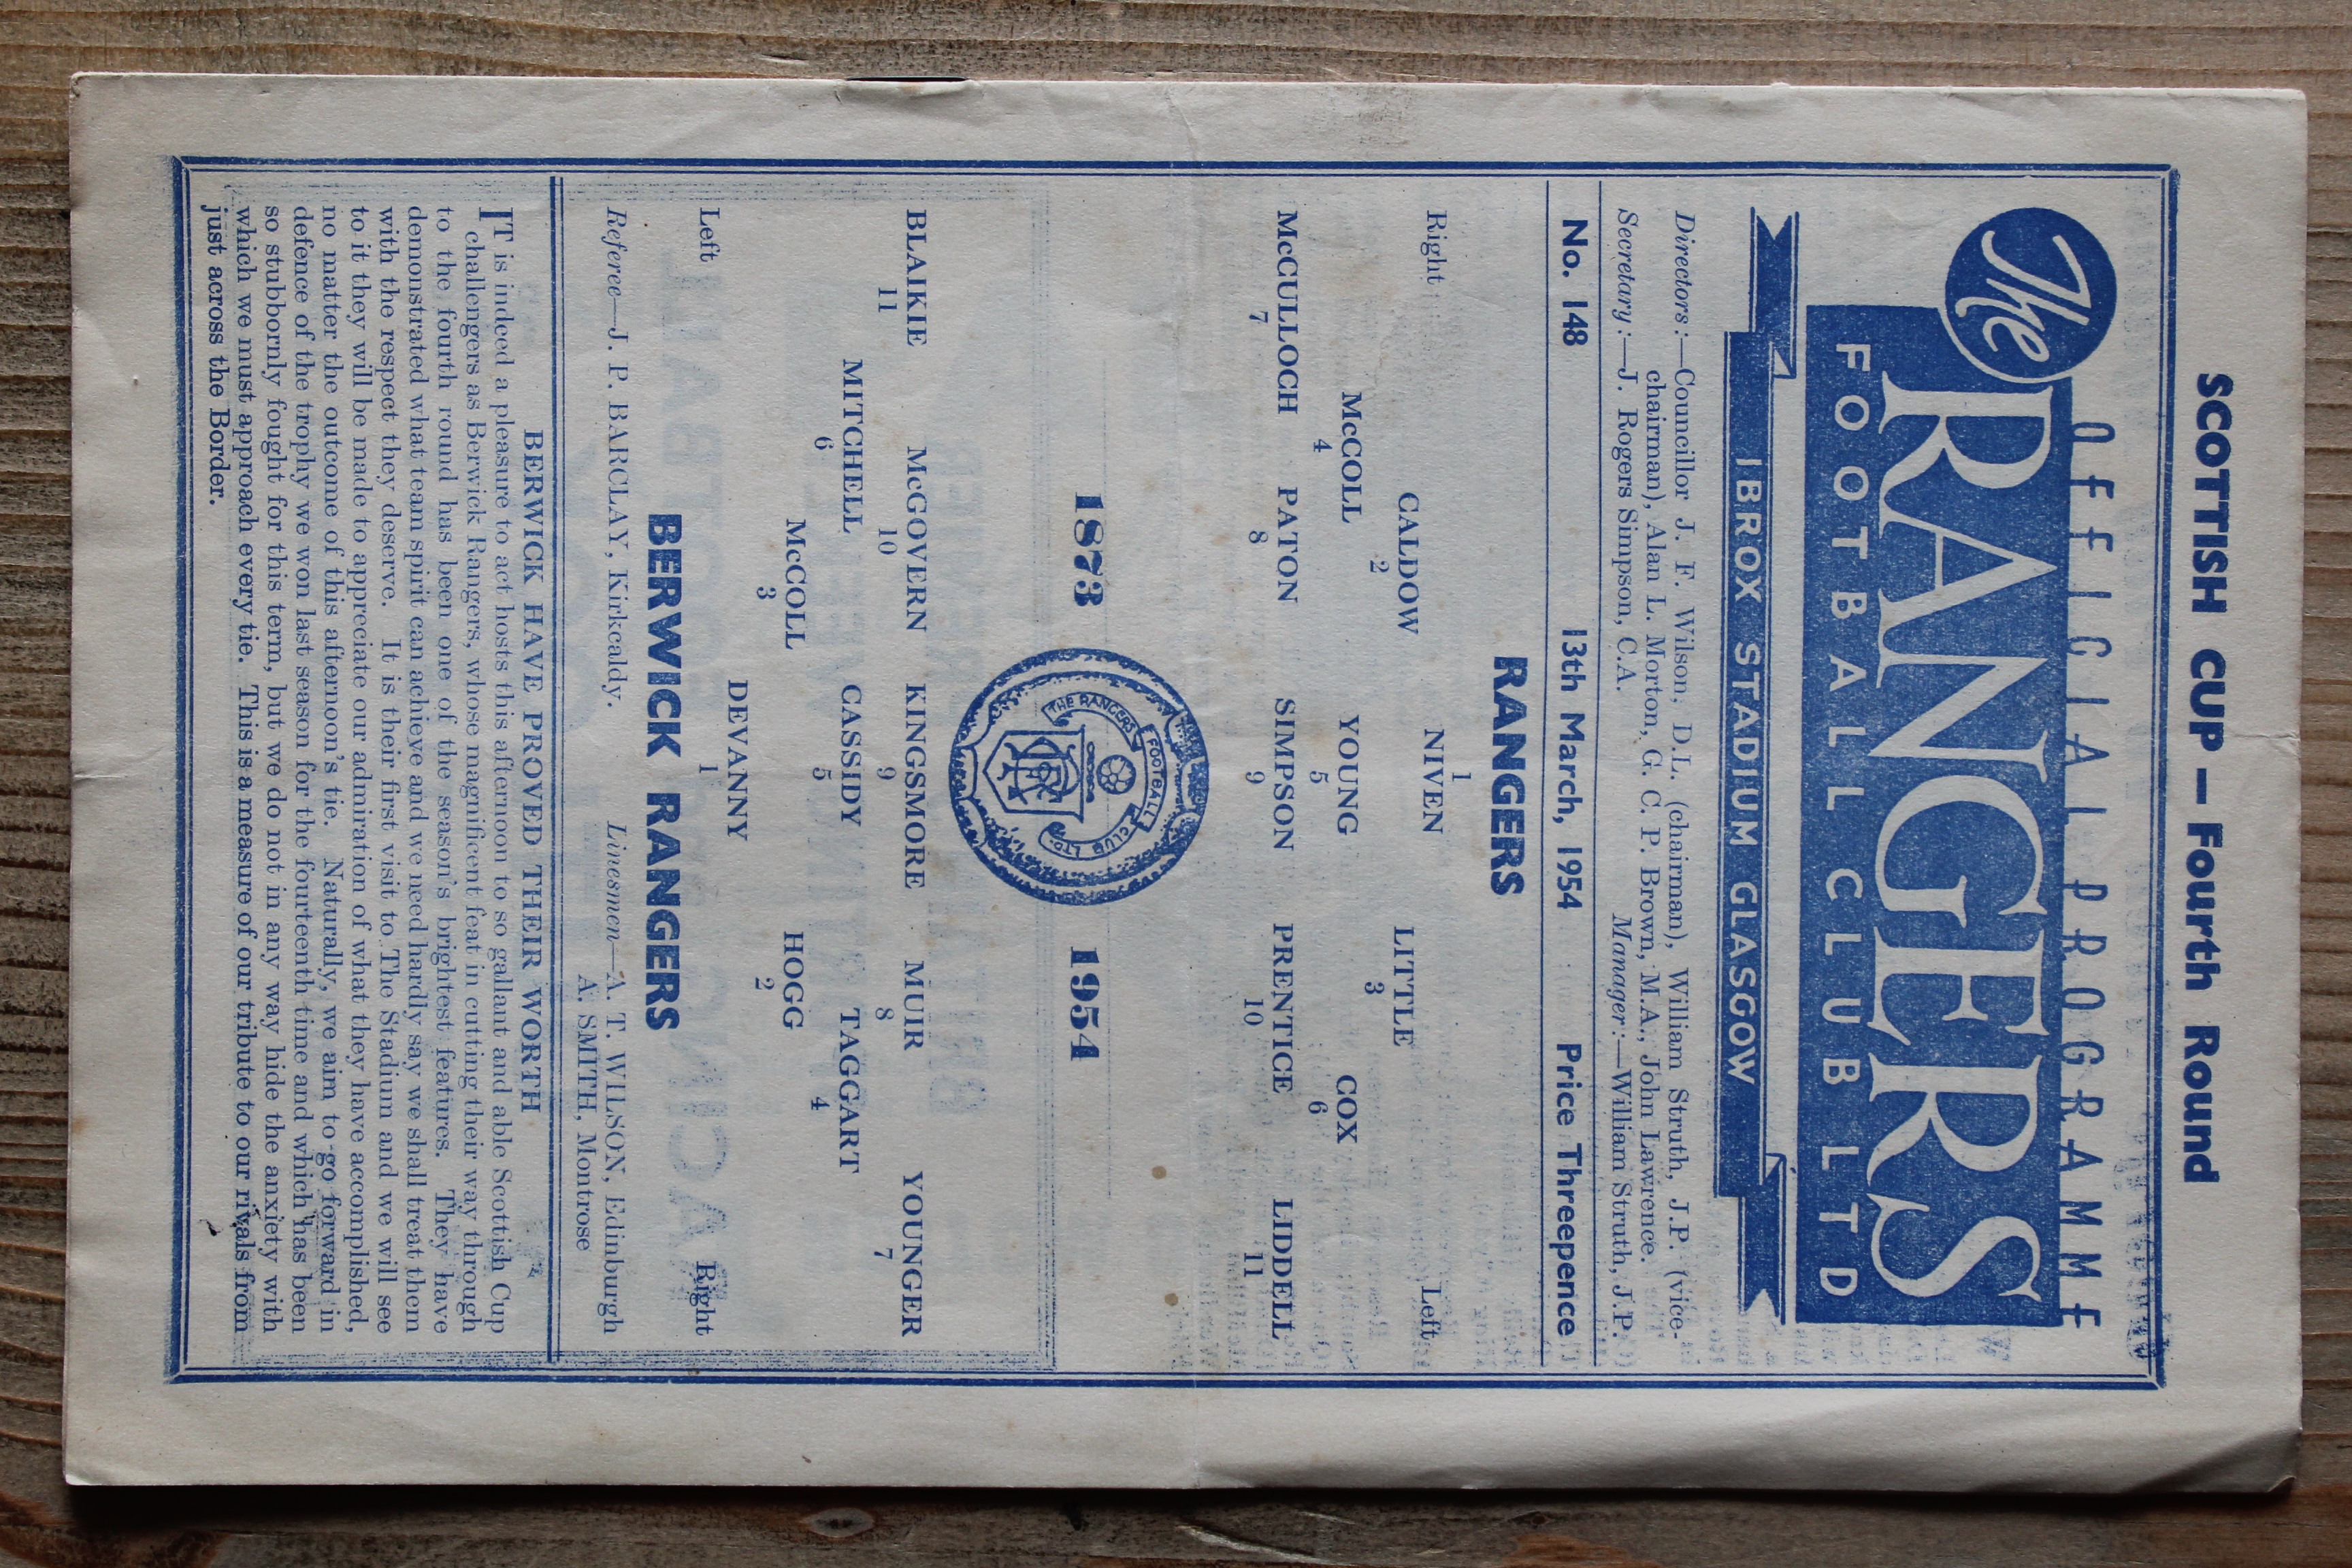 SCOTTISH CUP — Fourth Round
OFFICIAL PROGRAMME
The RANGERS
FOOTBALL CLUB LTD
IBROX STADIUM GLASGOW
Directors:—Councillor J. F. Wilson, D.L. (chairman), William Struth, J.P. (vice-
chairman), Alan L. Morton, G. C. P. Brown, M.A., John Lawrence.
Secretary:—J. Rogers Simpson, C.A. Manager:—William Struth, J.P.
No. 148 13th March, 1954 Price Threepence
RANGERS
1
Right NIVEN Left
CALDOW LITTLE
2 3
McCOLL YOUNG COX
4 5 6
McCULLOCH PATON SIMPSON PRENTICE LIDDELL
7 8 9 10 11
1873 1954
THE RANGERS FOOTBALL CLUB LTD.
BLAIKIE McGOVERN KINGSMORE MUIR YOUNGER
11 10 9 8 7
MITCHELL CASSIDY TAGGART
6 5 4
McCOLL HOGG
3 2
DEVANNY
Left 1 Right
BERWICK RANGERS
Referee—J. P. BARCLAY, Kirkcaldy. Linesmen—A. T. WILSON, Edinburgh
A. SMITH, Montrose
BERWICK HAVE PROVED THEIR WORTH
IT is indeed a pleasure to act hosts this afternoon to so gallant and able Scottish Cup
challengers as Berwick Rangers, whose magnificent feat in cutting their way through
to the fourth round has been one of the season's brightest features. They have
demonstrated what team spirit can achieve and we need hardly say we shall treat them
with the respect they deserve. It is their first visit to The Stadium and we will see
to it they will be made to appreciate our admiration of what they have accomplished,
no matter the outcome of this afternoon's tie. Naturally, we aim to go forward in
defence of the trophy we won last season for the fourteenth time and which has been
so stubbornly fought for this term, but we do not in any way hide the anxiety with
which we must approach every tie. This is a measure of our tribute to our rivals from
just across the Border.